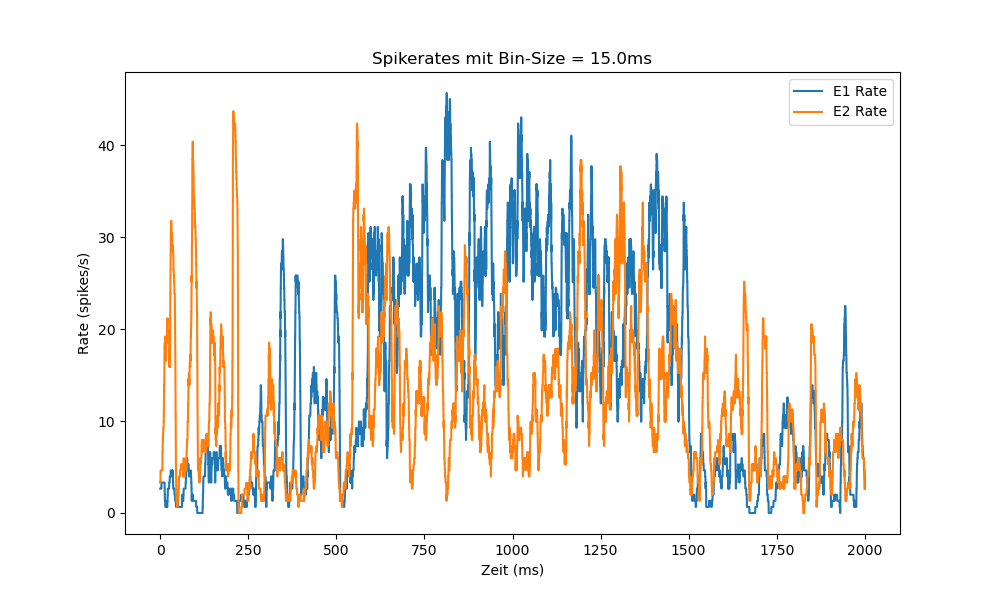 Spikerates mit Bin-Size = 15.0ms
E1 Rate
E2 Rate
Rate (spikes/s)
40
30
20
10
0
0 250 500 750 1000 1250 1500 1750 2000
Zeit (ms)